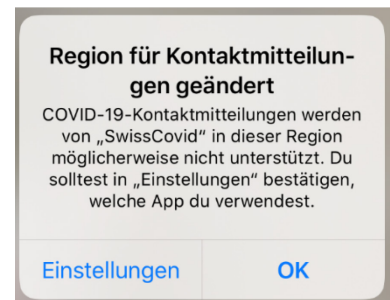 Region für Kontaktmitteilun-
gen geändert
COVID-19-Kontaktmitteilungen werden
von „SwissCovid“ in dieser Region
möglicherweise nicht unterstützt. Du
solltest in „Einstellungen“ bestätigen,
welche App du verwendest.
Einstellungen
OK